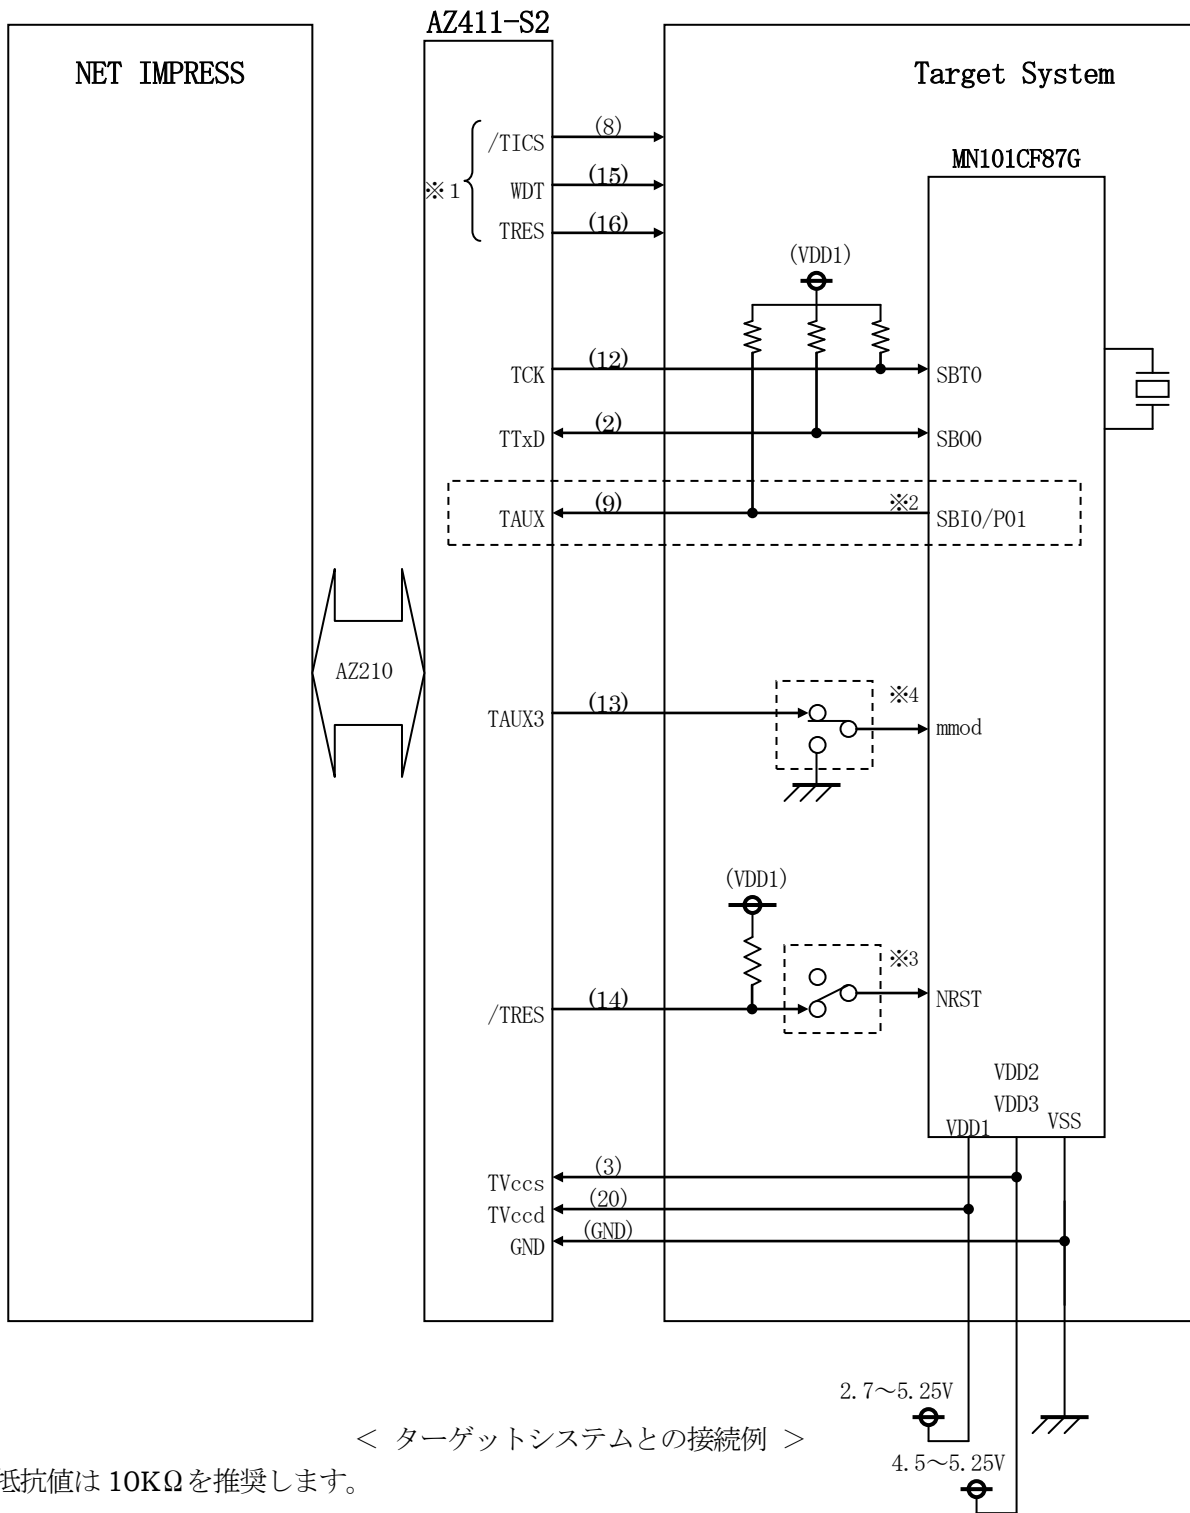 AZ411-S2
NET IMPRESS
Target System
MN101CF87G
※1
/TICS
(8)
WDT
(15)
TRES
(16)
(VDD1)
TCK
(12)
SBT0
TTxD
(2)
SBO0
TAUX
(9)
※2
SBI0/P01
AZ210
TAUX3
(13)
※4
mmod
(VDD1)
※3
/TRES
(14)
NRST
VDD2
VDD3
VDD1
VSS
TVccs
(3)
TVccd
(20)
GND
(GND)
2.7～5.25V
4.5～5.25V
＜ ターゲットシステムとの接続例 ＞
抵抗値は 10KΩを推奨します。